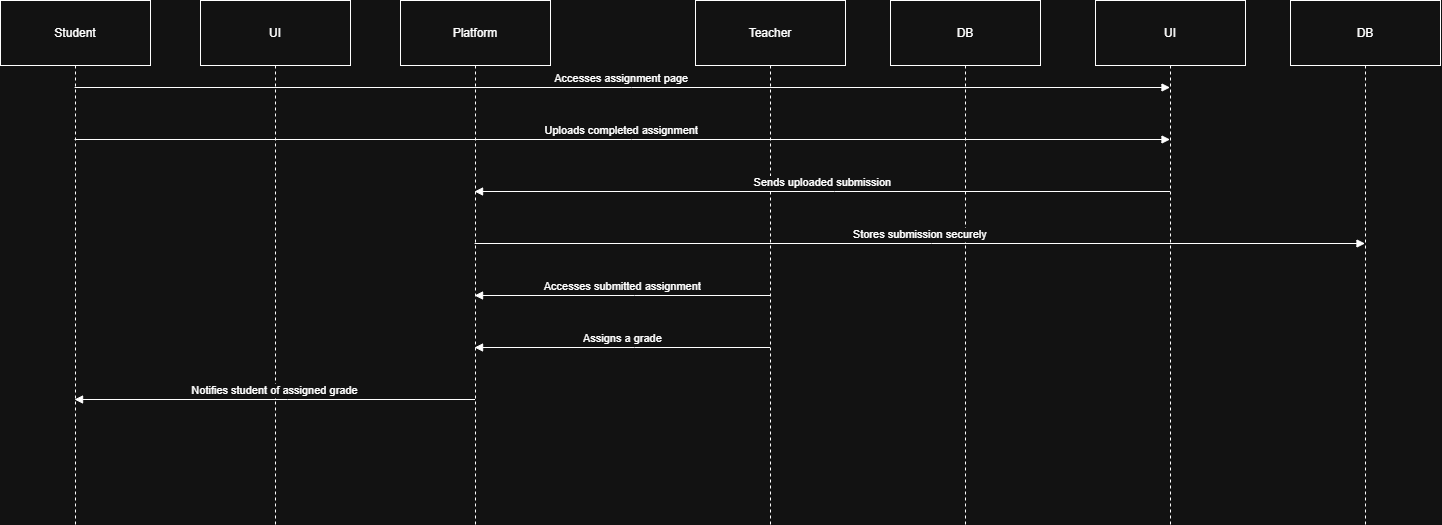 Student
UI
Platform
Teacher
DB
UI
DB
Accesses assignment page
Uploads completed assignment
Sends uploaded submission
Stores submission securely
Accesses submitted assignment
Assigns a grade
Notifies student of assigned grade